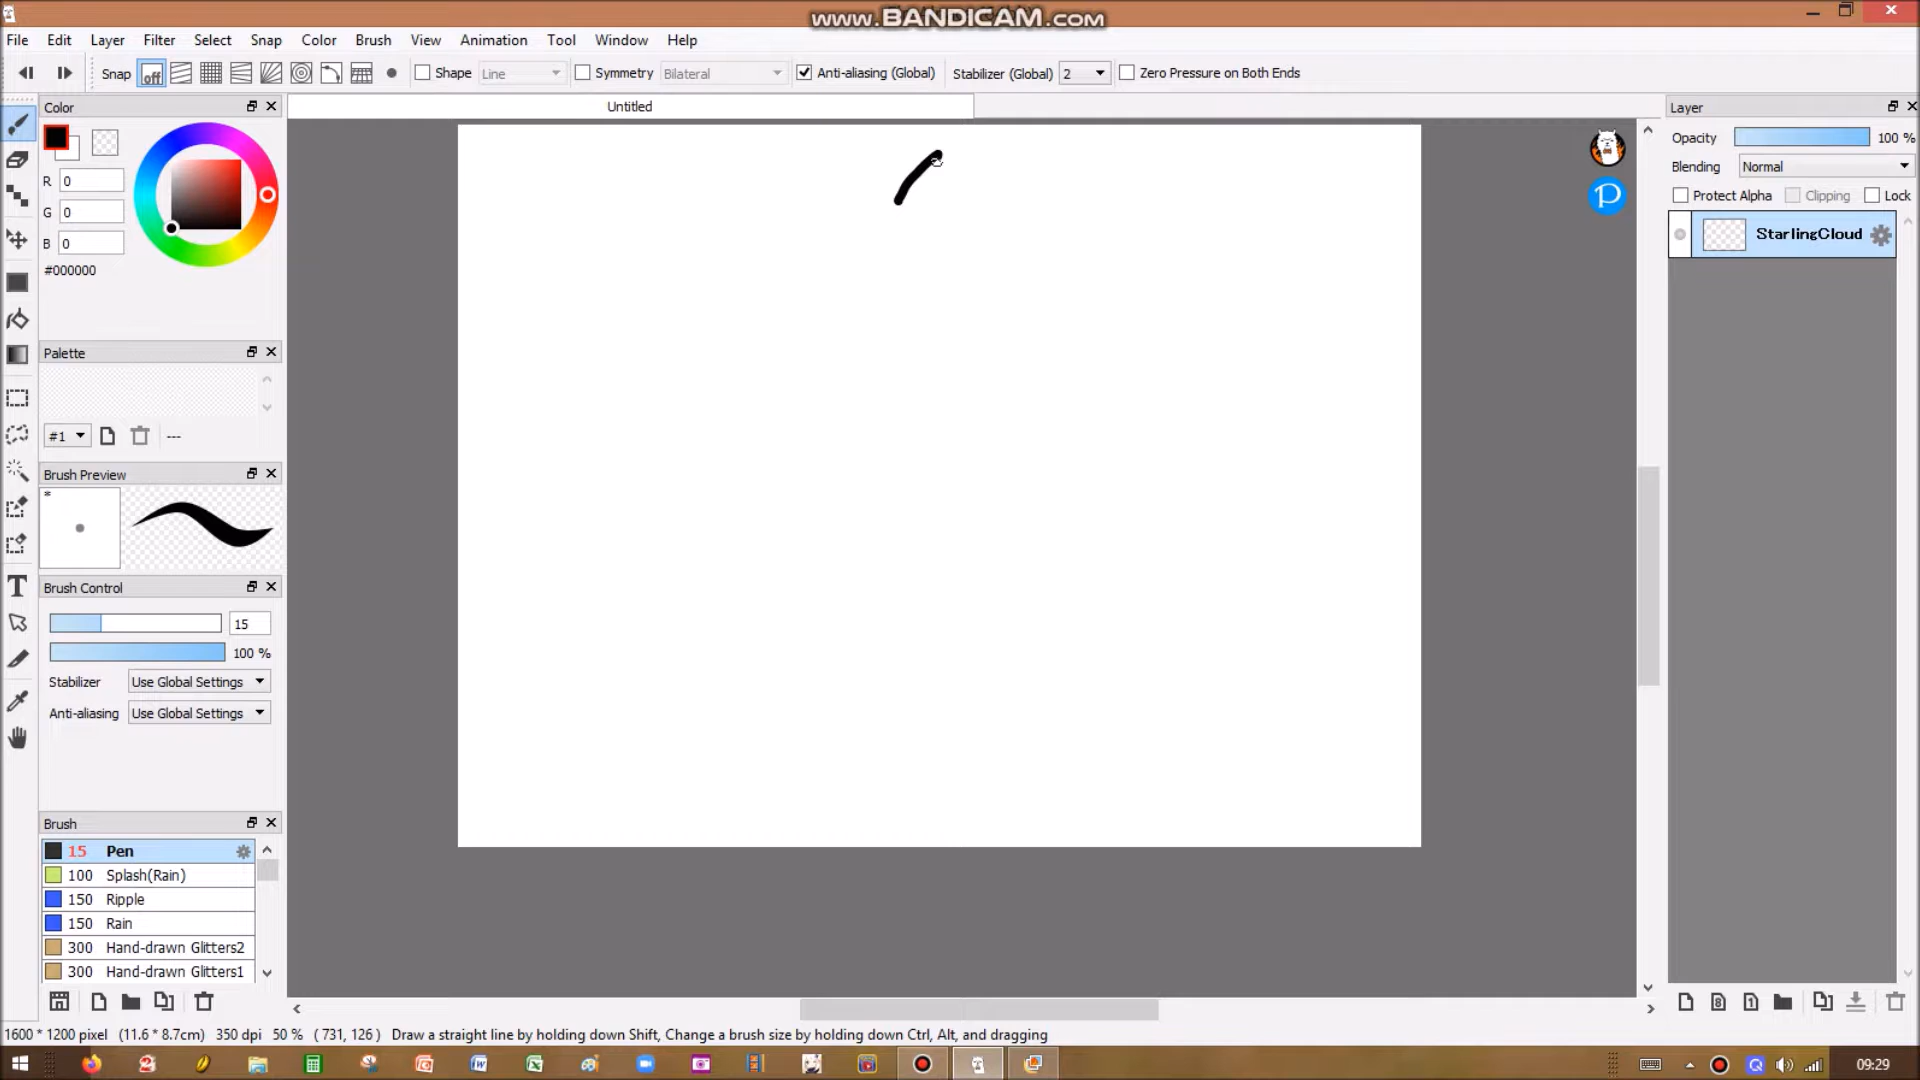 www.BANDICAM.com
File Edit Layer Filter Select Snap Color Brush View Animation Tool Window Help
Snap off Shape Line Symmetry Bilateral Anti-aliasing (Global) Stabilizer (Global) 2 Zero Pressure on Both Ends
Color
R 0
G 0
B 0
#000000
Palette
#1 ---
Brush Preview
*
Brush Control
15
100 %
Stabilizer Use Global Settings
Anti-aliasing Use Global Settings
Brush
15 Pen
100 Splash(Rain)
150 Ripple
150 Rain
300 Hand-drawn Glitters2
300 Hand-drawn Glitters1
Untitled
P
Layer
Opacity 100 %
Blending Normal
Protect Alpha Clipping Lock
StarlingCloud
8 1
1600 * 1200 pixel (11.6 * 8.7cm) 350 dpi 50 % ( 731, 126 ) Draw a straight line by holding down Shift, Change a brush size by holding down Ctrl, Alt, and dragging
09:29